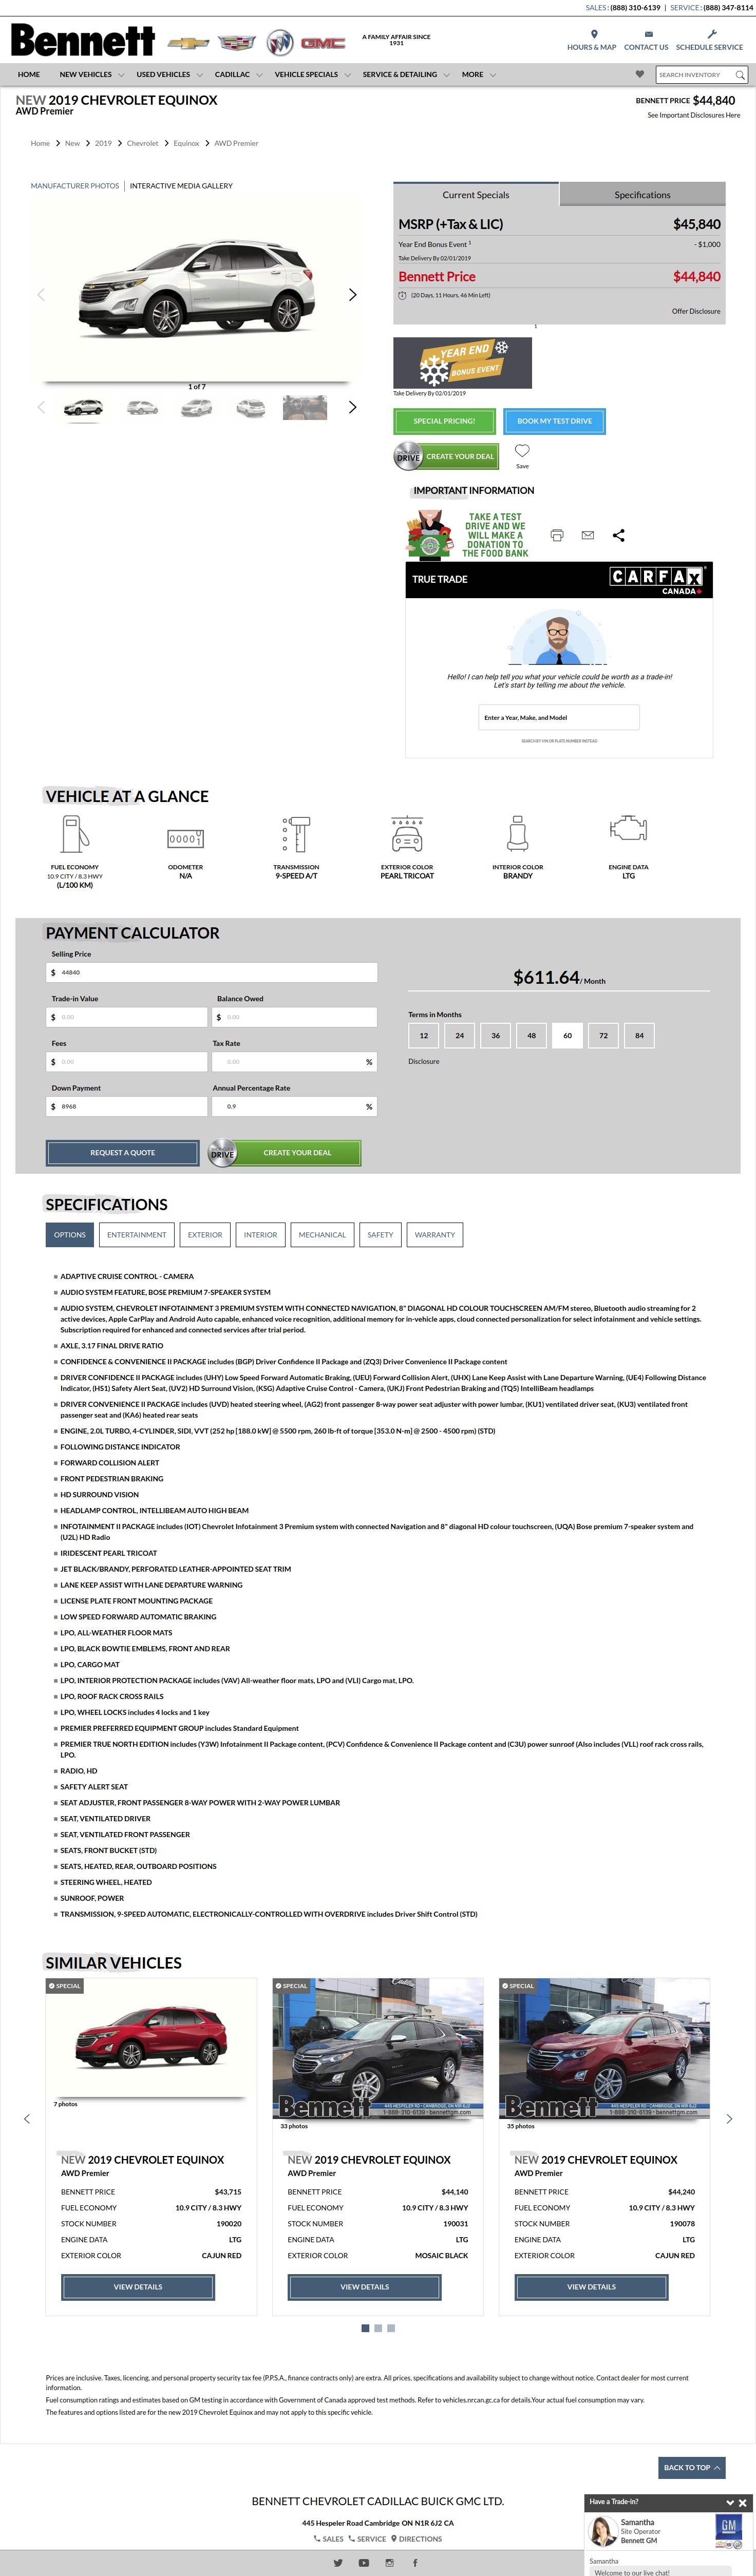 SALES: (888) 310-6139 | SERVICE: (888) 347-8114
Bennett
GMC
A FAMILY AFFAIR SINCE
1931
HOURS & MAP
CONTACT US
SCHEDULE SERVICE
HOME
NEW VEHICLES
USED VEHICLES
CADILLAC
VEHICLE SPECIALS
SERVICE & DETAILING
MORE
SEARCH INVENTORY
NEW 2019 CHEVROLET EQUINOX
AWD Premier
BENNETT PRICE $44,840
See Important Disclosures Here
Home > New > 2019 > Chevrolet > Equinox > AWD Premier
MANUFACTURER PHOTOS
INTERACTIVE MEDIA GALLERY
1 of 7
Current Specials
Specifications
MSRP (+Tax & LIC) $45,840
Year End Bonus Event 1 - $1,000
Take Delivery By 02/01/2019
Bennett Price $44,840
(20 Days, 11 Hours, 46 Min Left)
Offer Disclosure
1
YEAR END
BONUS EVENT
Take Delivery By 02/01/2019
SPECIAL PRICING!
BOOK MY TEST DRIVE
DRIVE
CREATE YOUR DEAL
Save
IMPORTANT INFORMATION
TAKE A TEST
DRIVE AND WE
WILL MAKE A
DONATION TO
THE FOOD BANK
TRUE TRADE
CARFAX
CANADA
Hello! I can help tell you what your vehicle could be worth as a trade-in!
Let's start by telling me about the vehicle.
Enter a Year, Make, and Model
SEARCH BY VIN OR PLATE NUMBER INSTEAD
VEHICLE AT A GLANCE
FUEL ECONOMY
10.9 CITY / 8.3 HWY
(L/100 KM)
ODOMETER
N/A
TRANSMISSION
9-SPEED A/T
EXTERIOR COLOR
PEARL TRICOAT
INTERIOR COLOR
BRANDY
ENGINE DATA
LTG
PAYMENT CALCULATOR
Selling Price
$ 44840
Trade-in Value
$ 0.00
Balance Owed
$ 0.00
Fees
$ 0.00
Tax Rate
0.00 %
Down Payment
$ 8968
Annual Percentage Rate
0.9 %
REQUEST A QUOTE
DRIVE
CREATE YOUR DEAL
$611.64 / Month
Terms in Months
12 24 36 48 60 72 84
Disclosure
SPECIFICATIONS
OPTIONS
ENTERTAINMENT
EXTERIOR
INTERIOR
MECHANICAL
SAFETY
WARRANTY
ADAPTIVE CRUISE CONTROL - CAMERA
AUDIO SYSTEM FEATURE, BOSE PREMIUM 7-SPEAKER SYSTEM
AUDIO SYSTEM, CHEVROLET INFOTAINMENT 3 PREMIUM SYSTEM WITH CONNECTED NAVIGATION, 8" DIAGONAL HD COLOUR TOUCHSCREEN AM/FM stereo, Bluetooth audio streaming for 2
active devices, Apple CarPlay and Android Auto capable, enhanced voice recognition, additional memory for in-vehicle apps, cloud connected personalization for select infotainment and vehicle settings.
Subscription required for enhanced and connected services after trial period.
AXLE, 3.17 FINAL DRIVE RATIO
CONFIDENCE & CONVENIENCE II PACKAGE includes (BGP) Driver Confidence II Package and (ZQ3) Driver Convenience II Package content
DRIVER CONFIDENCE II PACKAGE includes (UHY) Low Speed Forward Automatic Braking, (UEU) Forward Collision Alert, (UHX) Lane Keep Assist with Lane Departure Warning, (UE4) Following Distance
Indicator, (HS1) Safety Alert Seat, (UV2) HD Surround Vision, (KSG) Adaptive Cruise Control - Camera, (UKJ) Front Pedestrian Braking and (TQ5) IntelliBeam headlamps
DRIVER CONVENIENCE II PACKAGE includes (UVD) heated steering wheel, (AG2) front passenger 8-way power seat adjuster with power lumbar, (KU1) ventilated driver seat, (KU3) ventilated front
passenger seat and (KA6) heated rear seats
ENGINE, 2.0L TURBO, 4-CYLINDER, SIDI, VVT (252 hp [188.0 kW] @ 5500 rpm, 260 lb-ft of torque [353.0 N-m] @ 2500 - 4500 rpm) (STD)
FOLLOWING DISTANCE INDICATOR
FORWARD COLLISION ALERT
FRONT PEDESTRIAN BRAKING
HD SURROUND VISION
HEADLAMP CONTROL, INTELLIBEAM AUTO HIGH BEAM
INFOTAINMENT II PACKAGE includes (IOT) Chevrolet Infotainment 3 Premium system with connected Navigation and 8" diagonal HD colour touchscreen, (UQA) Bose premium 7-speaker system and
(U2L) HD Radio
IRIDESCENT PEARL TRICOAT
JET BLACK/BRANDY, PERFORATED LEATHER-APPOINTED SEAT TRIM
LANE KEEP ASSIST WITH LANE DEPARTURE WARNING
LICENSE PLATE FRONT MOUNTING PACKAGE
LOW SPEED FORWARD AUTOMATIC BRAKING
LPO, ALL-WEATHER FLOOR MATS
LPO, BLACK BOWTIE EMBLEMS, FRONT AND REAR
LPO, CARGO MAT
LPO, INTERIOR PROTECTION PACKAGE includes (VAV) All-weather floor mats, LPO and (VLI) Cargo mat, LPO.
LPO, ROOF RACK CROSS RAILS
LPO, WHEEL LOCKS includes 4 locks and 1 key
PREMIER PREFERRED EQUIPMENT GROUP includes Standard Equipment
PREMIER TRUE NORTH EDITION includes (Y3W) Infotainment II Package content, (PCV) Confidence & Convenience II Package content and (C3U) power sunroof (Also includes (VLL) roof rack cross rails,
LPO.
RADIO, HD
SAFETY ALERT SEAT
SEAT ADJUSTER, FRONT PASSENGER 8-WAY POWER WITH 2-WAY POWER LUMBAR
SEAT, VENTILATED DRIVER
SEAT, VENTILATED FRONT PASSENGER
SEATS, FRONT BUCKET (STD)
SEATS, HEATED, REAR, OUTBOARD POSITIONS
STEERING WHEEL, HEATED
SUNROOF, POWER
TRANSMISSION, 9-SPEED AUTOMATIC, ELECTRONICALLY-CONTROLLED WITH OVERDRIVE includes Driver Shift Control (STD)
SIMILAR VEHICLES
SPECIAL
7 photos
NEW 2019 CHEVROLET EQUINOX
AWD Premier
BENNETT PRICE $43,715
FUEL ECONOMY 10.9 CITY / 8.3 HWY
STOCK NUMBER 190020
ENGINE DATA LTG
EXTERIOR COLOR CAJUN RED
VIEW DETAILS
SPECIAL
Bennett
445 HESPELER RD - CAMBRIDGE, ON N1R 6J2
1-888-310-6139 - bennettgm.com
33 photos
NEW 2019 CHEVROLET EQUINOX
AWD Premier
BENNETT PRICE $44,140
FUEL ECONOMY 10.9 CITY / 8.3 HWY
STOCK NUMBER 190031
ENGINE DATA LTG
EXTERIOR COLOR MOSAIC BLACK
VIEW DETAILS
SPECIAL
Bennett
445 HESPELER RD - CAMBRIDGE, ON N1R 6J2
1-888-310-6139 - bennettgm.com
35 photos
NEW 2019 CHEVROLET EQUINOX
AWD Premier
BENNETT PRICE $44,240
FUEL ECONOMY 10.9 CITY / 8.3 HWY
STOCK NUMBER 190078
ENGINE DATA LTG
EXTERIOR COLOR CAJUN RED
VIEW DETAILS
Prices are inclusive. Taxes, licencing, and personal property security tax fee (P.P.S.A., finance contracts only) are extra. All prices, specifications and availability subject to change without notice. Contact dealer for most current
information.
Fuel consumption ratings and estimates based on GM testing in accordance with Government of Canada approved test methods. Refer to vehicles.nrcan.gc.ca for details.Your actual fuel consumption may vary.
The features and options listed are for the new 2019 Chevrolet Equinox and may not apply to this specific vehicle.
BACK TO TOP
BENNETT CHEVROLET CADILLAC BUICK GMC LTD.
445 Hespeler Road Cambridge ON N1R 6J2 CA
SALES SERVICE DIRECTIONS
Have a Trade-in?
Samantha
Site Operator
Bennett GM
GM
Samantha
Welcome to our live chat!